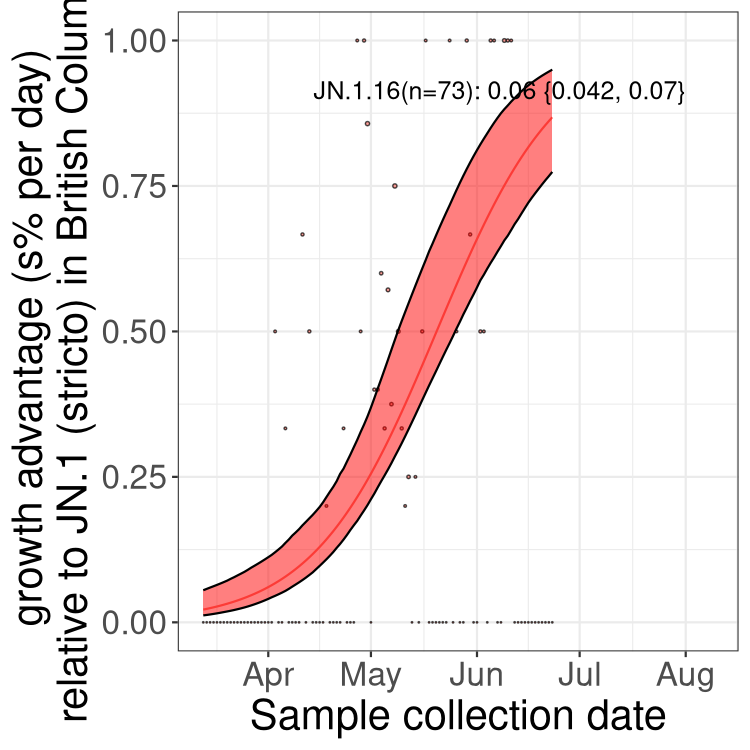 growth advantage (s% per day)
relative to JN.1 (stricto) in British Colum
1.00
0.75
0.50
0.25
0.00
JN.1.16(n=73): 0.06 {0.042, 0.07}
Apr May Jun Jul Aug
Sample collection date